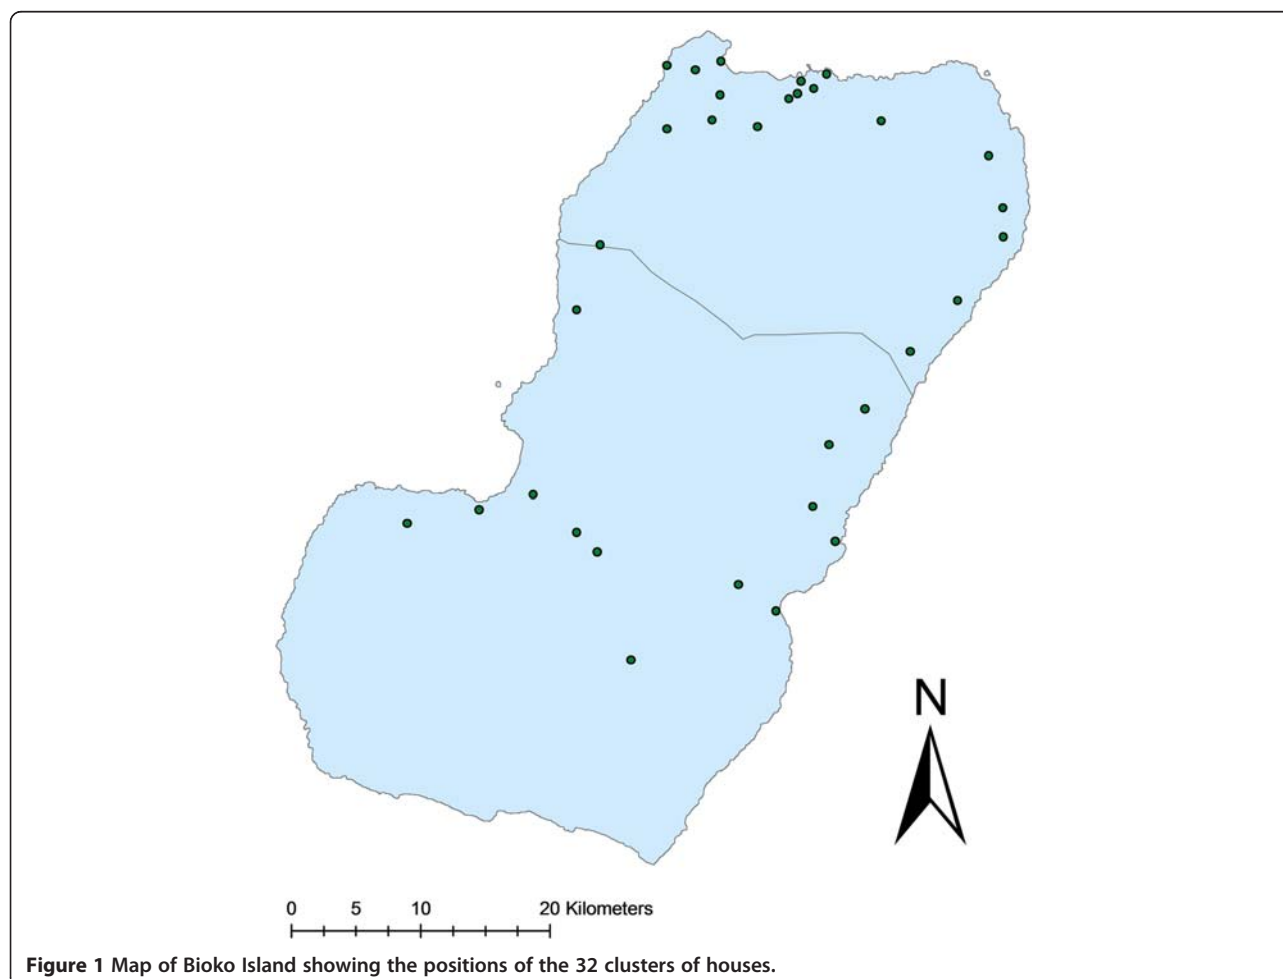 N
0 5 10 20 Kilometers
Figure 1 Map of Bioko Island showing the positions of the 32 clusters of houses.